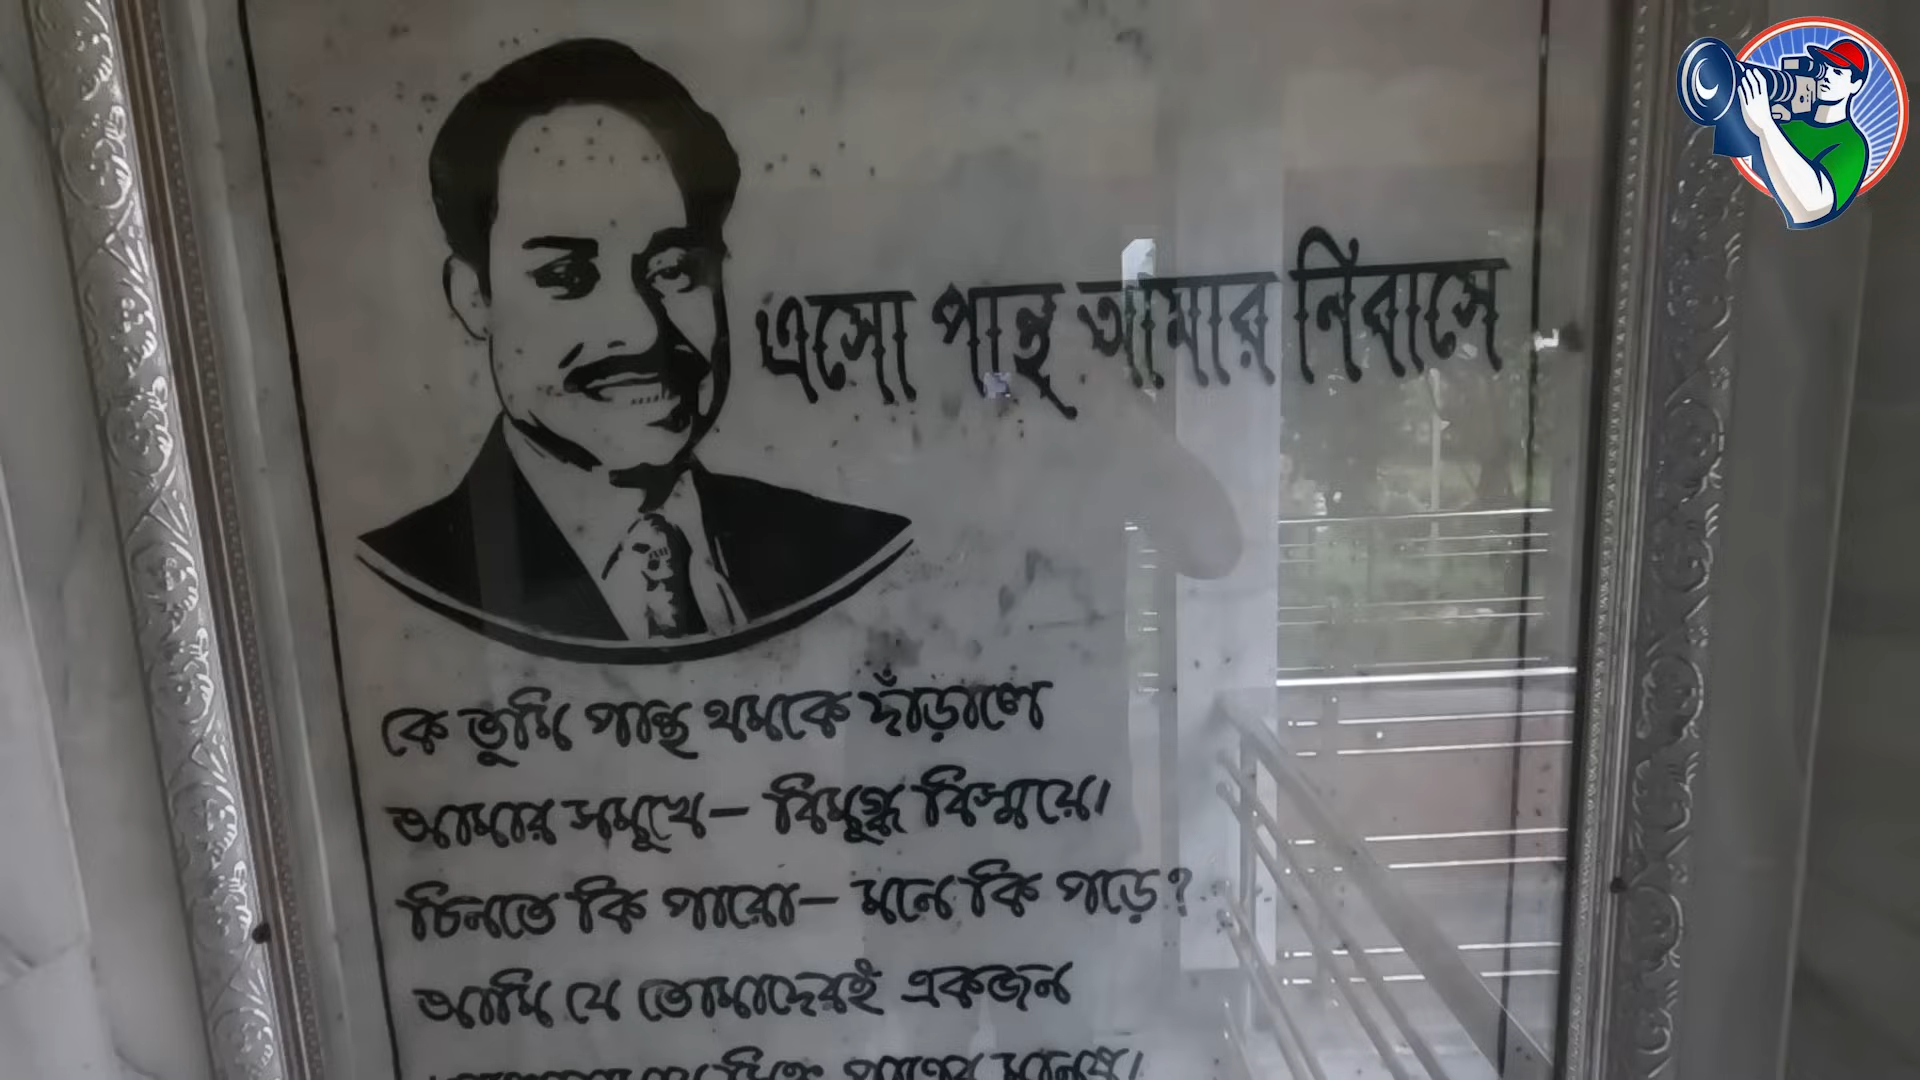 এসো পান্থ আমার নিবাসে
কে তুমি পান্থ থমকে দাঁড়ালে
আমার সমুখে– বিমুগ্ধ বিস্ময়ে।
চিনতে কি পারো– মনে কি পড়ে?
আমি যে তোমাদেরই একজন
মানুষ।